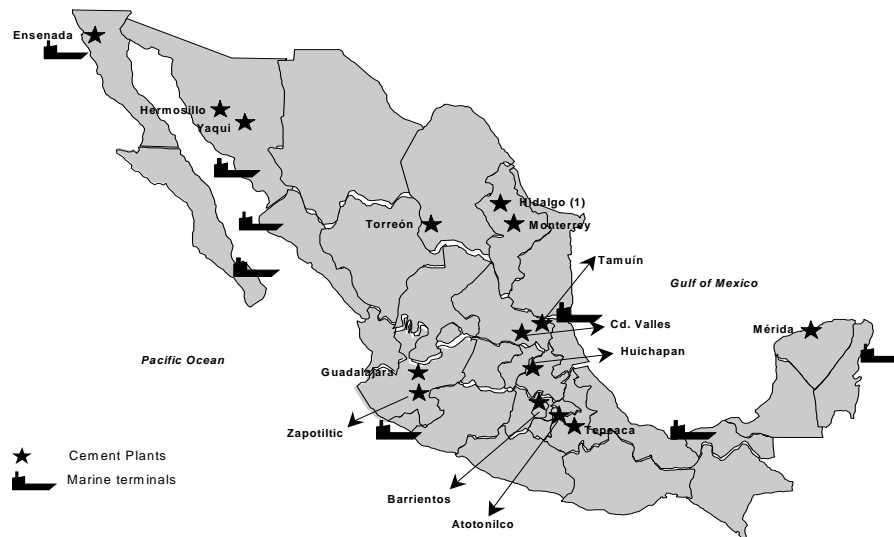 Ensenada
Hermosillo
Yaqui
Hidalgo (1)
Torreón
Monterrey
Tamuín
Gulf of Mexico
Cd. Valles
Mérida
Huichapan
Pacific Ocean
Guadalajara
Zapotiltic
Tepeaca
Cement Plants
Marine terminals
Barrientos
Atotonilco